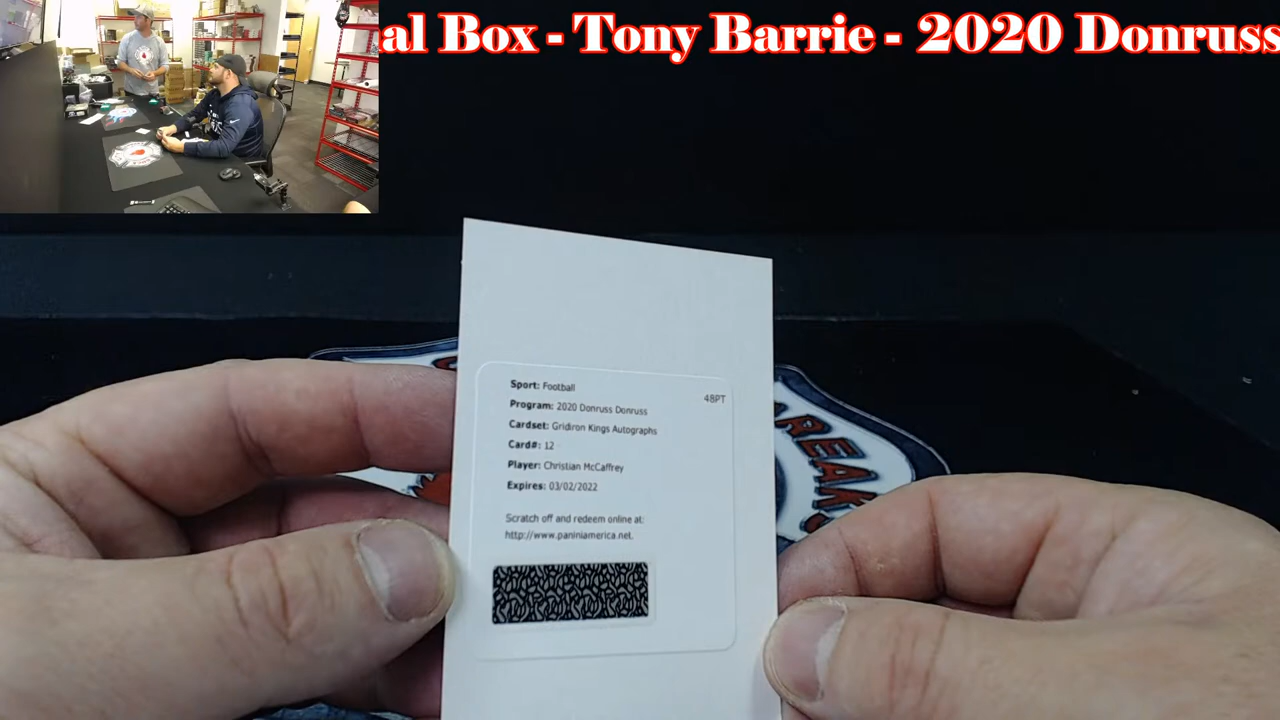 al Box - Tony Barrie - 2020 Donruss
Sport: Football
48PT
Program: 2020 Donruss Donruss
Cardset: Gridiron Kings Autographs
Card#: 12
Player: Christian McCaffrey
Expires: 03/02/2022
Scratch off and redeem online at:
http://www.paniniamerica.net.
REAK